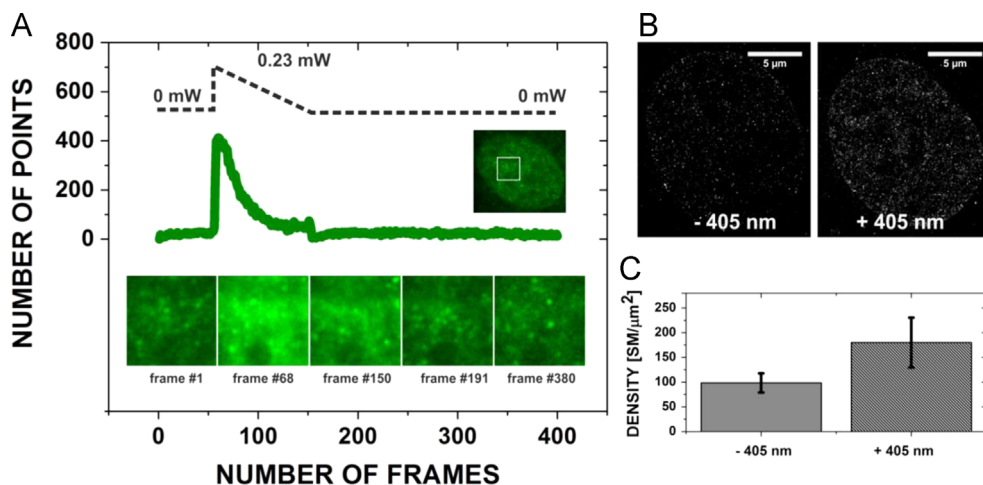 A
NUMBER OF POINTS
800
600
400
200
0
0 mW
0.23 mW
0 mW
frame #1
frame #68
frame #150
frame #191
frame #380
0
100
200
300
400
NUMBER OF FRAMES
B
5 µm
- 405 nm
5 µm
+ 405 nm
C
DENSITY [SM/µm²]
250
200
150
100
50
0
- 405 nm
+ 405 nm